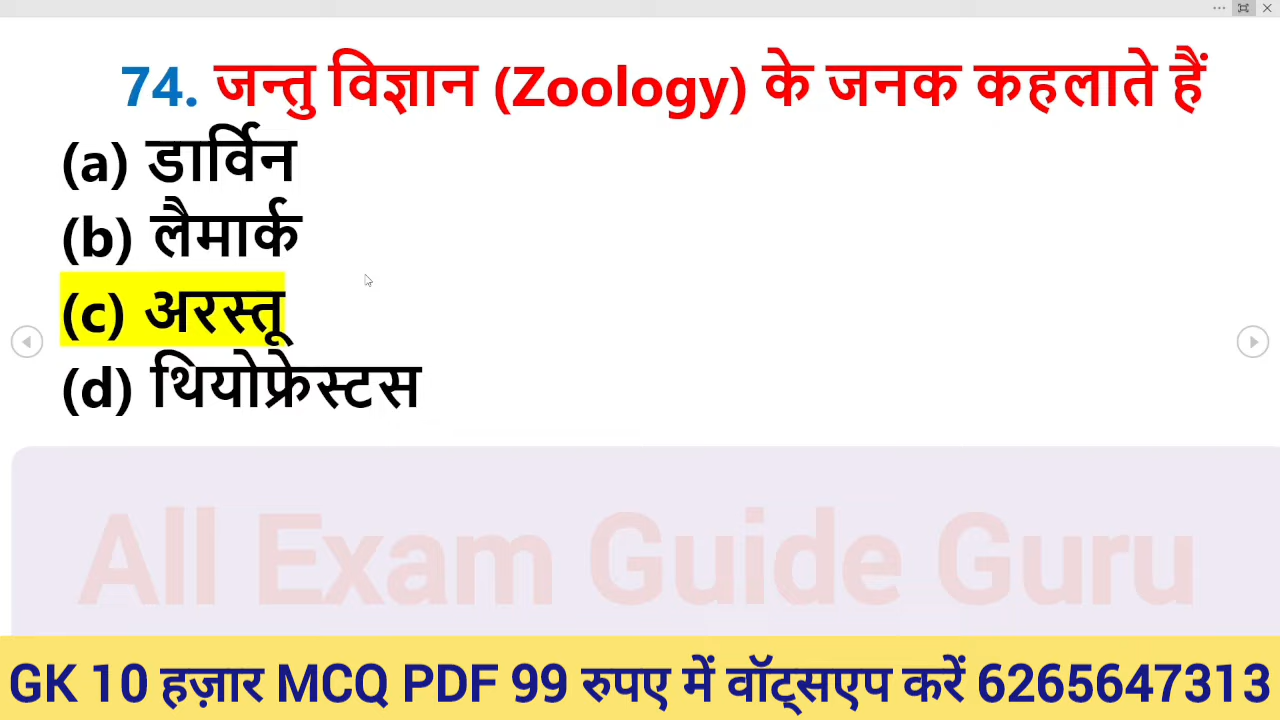 74. जन्तु विज्ञान (Zoology) के जनक कहलाते हैं
(a) डार्विन
(b) लैमार्क
(c) अरस्तू
(d) थियोफ्रेस्टस
All Exam Guide Guru
GK 10 हज़ार MCQ PDF 99 रुपए में वॉट्सएप करें 6265647313